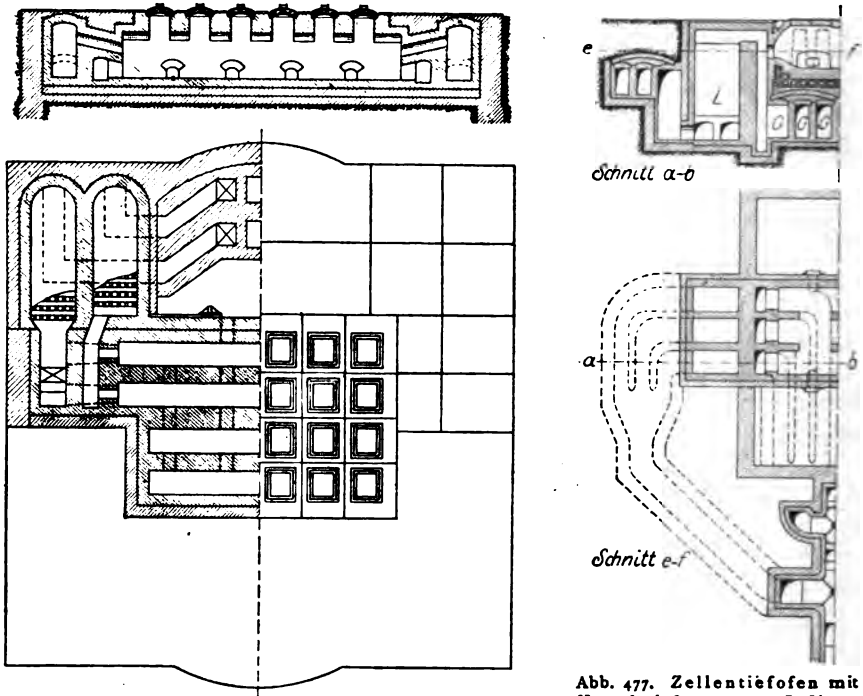 e f
L
G G G
Schnitt a-b
a b
Schnitt e-f
Abb. 477. Zellentiefofen mit